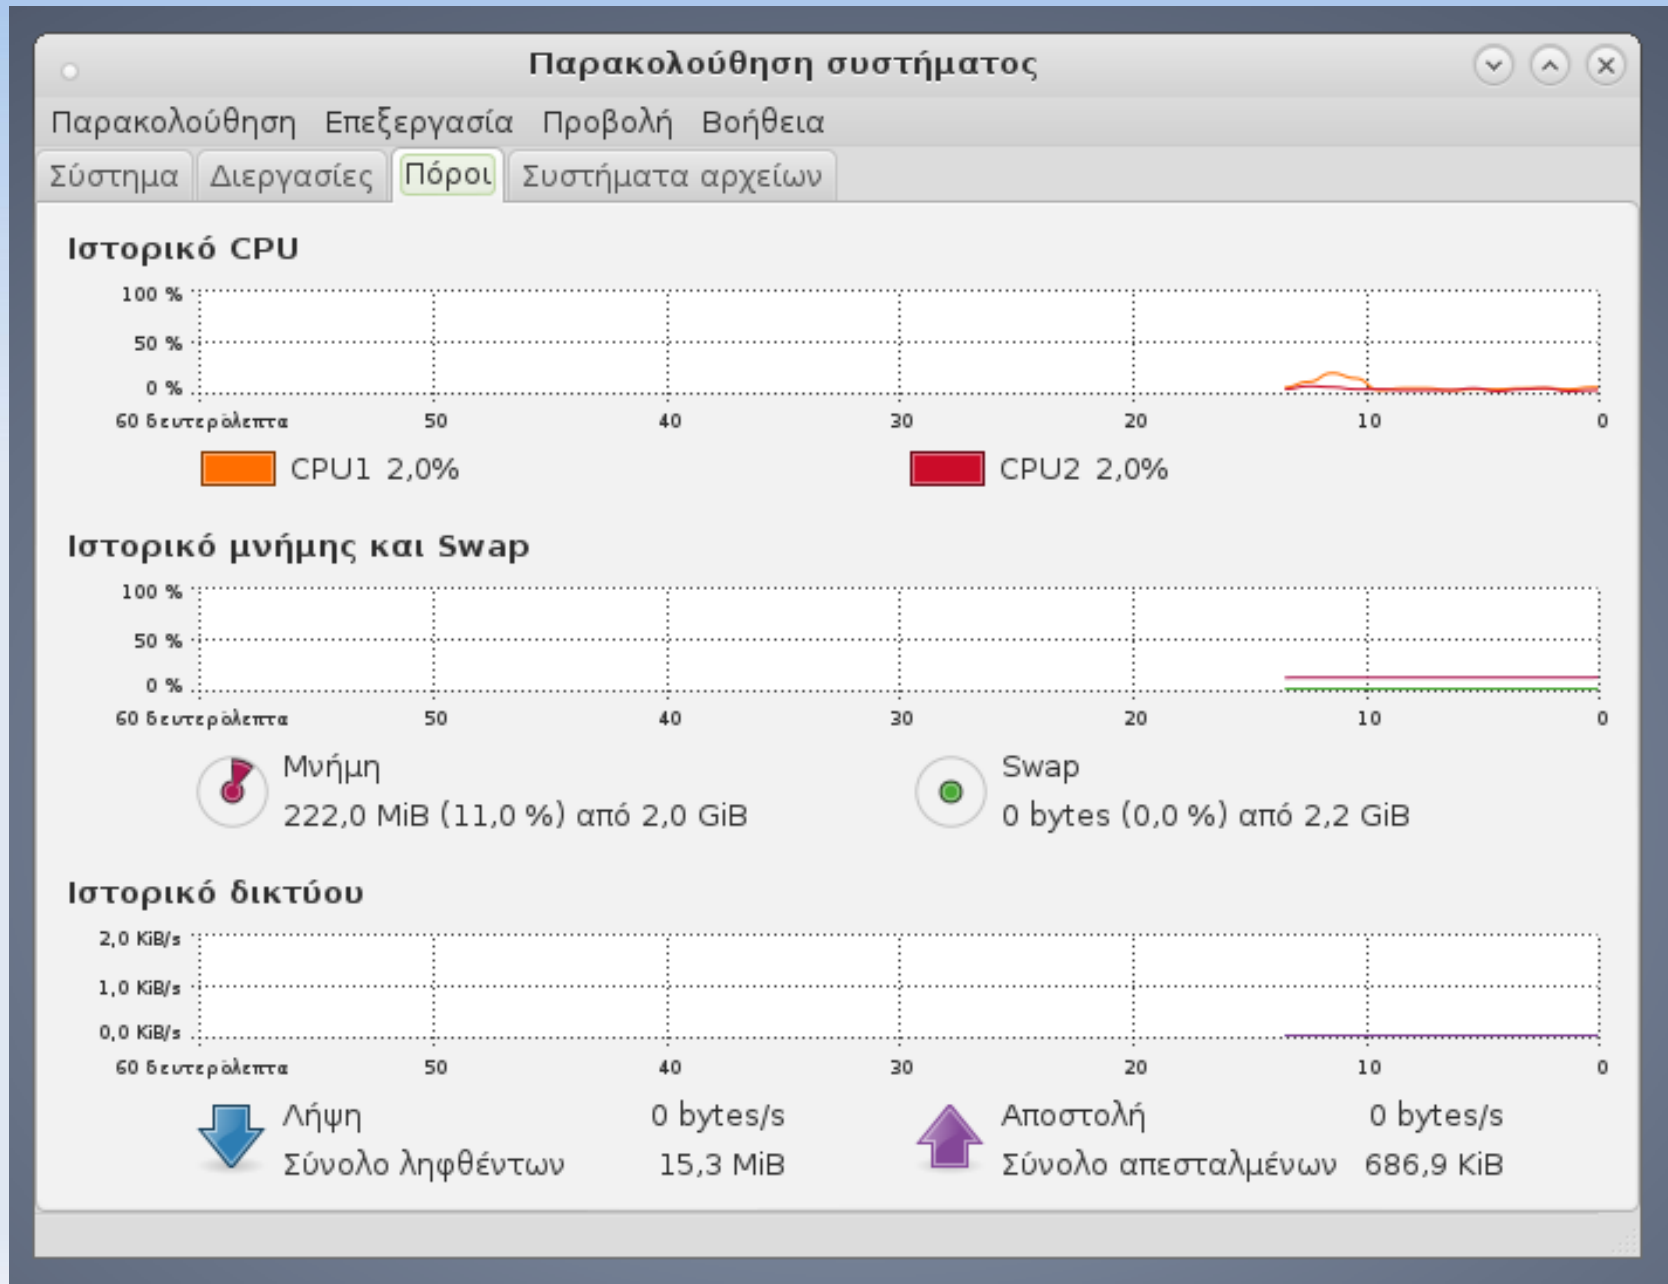 Παρακολούθηση συστήματος
Παρακολούθηση Επεξεργασία Προβολή Βοήθεια
Σύστημα Διεργασίες Πόροι Συστήματα αρχείων
Ιστορικό CPU
100 %
50 %
0 %
60 δευτερόλεπτα 50 40 30 20 10 0
CPU1 2,0% CPU2 2,0%
Ιστορικό μνήμης και Swap
100 %
50 %
0 %
60 δευτερόλεπτα 50 40 30 20 10 0
Μνήμη Swap
222,0 MiB (11,0 %) από 2,0 GiB 0 bytes (0,0 %) από 2,2 GiB
Ιστορικό δικτύου
2,0 KiB/s
1,0 KiB/s
0,0 KiB/s
60 δευτερόλεπτα 50 40 30 20 10 0
Λήψη 0 bytes/s Αποστολή 0 bytes/s
Σύνολο ληφθέντων 15,3 MiB Σύνολο απεσταλμένων 686,9 KiB